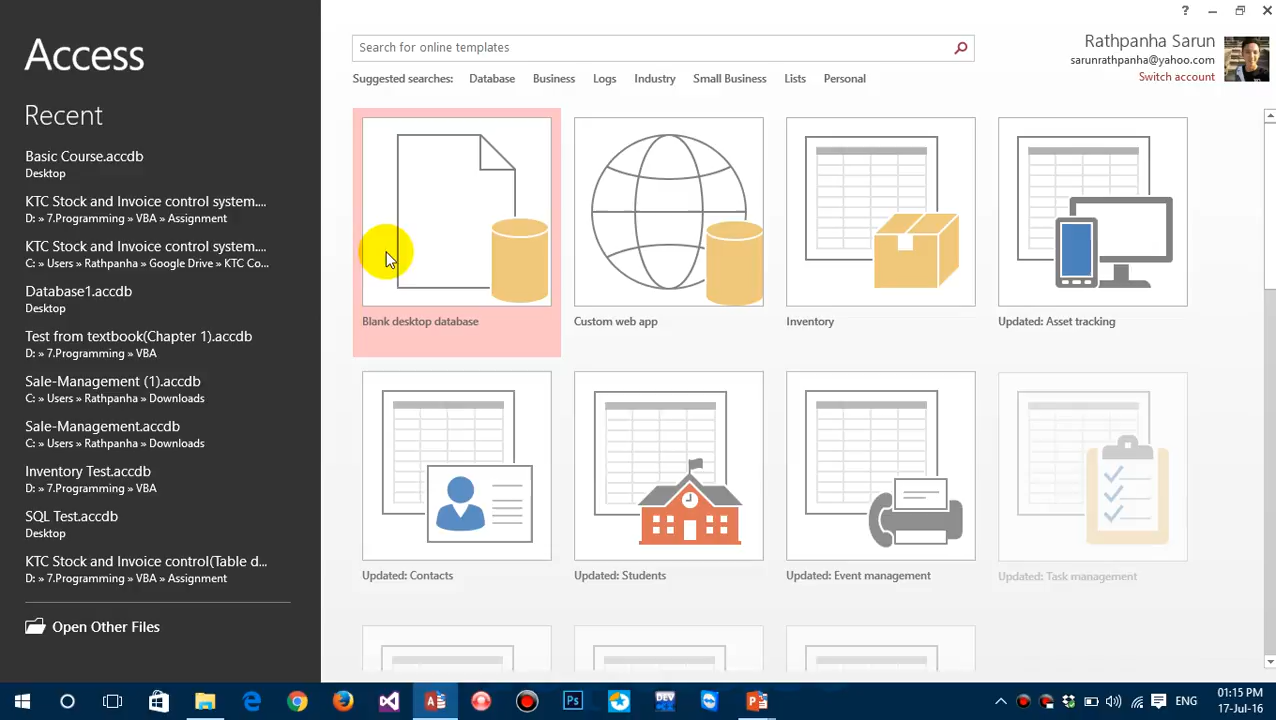 Access
Recent
Basic Course.accdb
Desktop
KTC Stock and Invoice control system....
D: » 7.Programming » VBA » Assignment
KTC Stock and Invoice control system....
C: » Users » Rathpanha » Google Drive » KTC Co...
Database1.accdb
Desktop
Test from textbook(Chapter 1).accdb
D: » 7.Programming » VBA
Sale-Management (1).accdb
C: » Users » Rathpanha » Downloads
Sale-Management.accdb
C: » Users » Rathpanha » Downloads
Inventory Test.accdb
D: » 7.Programming » VBA
SQL Test.accdb
Desktop
KTC Stock and Invoice control(Table d...
D: » 7.Programming » VBA » Assignment
Open Other Files
?
Search for online templates
Rathpanha Sarun
sarunrathpanha@yahoo.com
Switch account
Suggested searches: Database Business Logs Industry Small Business Lists Personal
Blank desktop database
Custom web app
Inventory
Updated: Asset tracking
Updated: Contacts
Updated: Students
Updated: Event management
Updated: Task management
A
Ps
DEV
P
ENG
01:15 PM
17-Jul-16